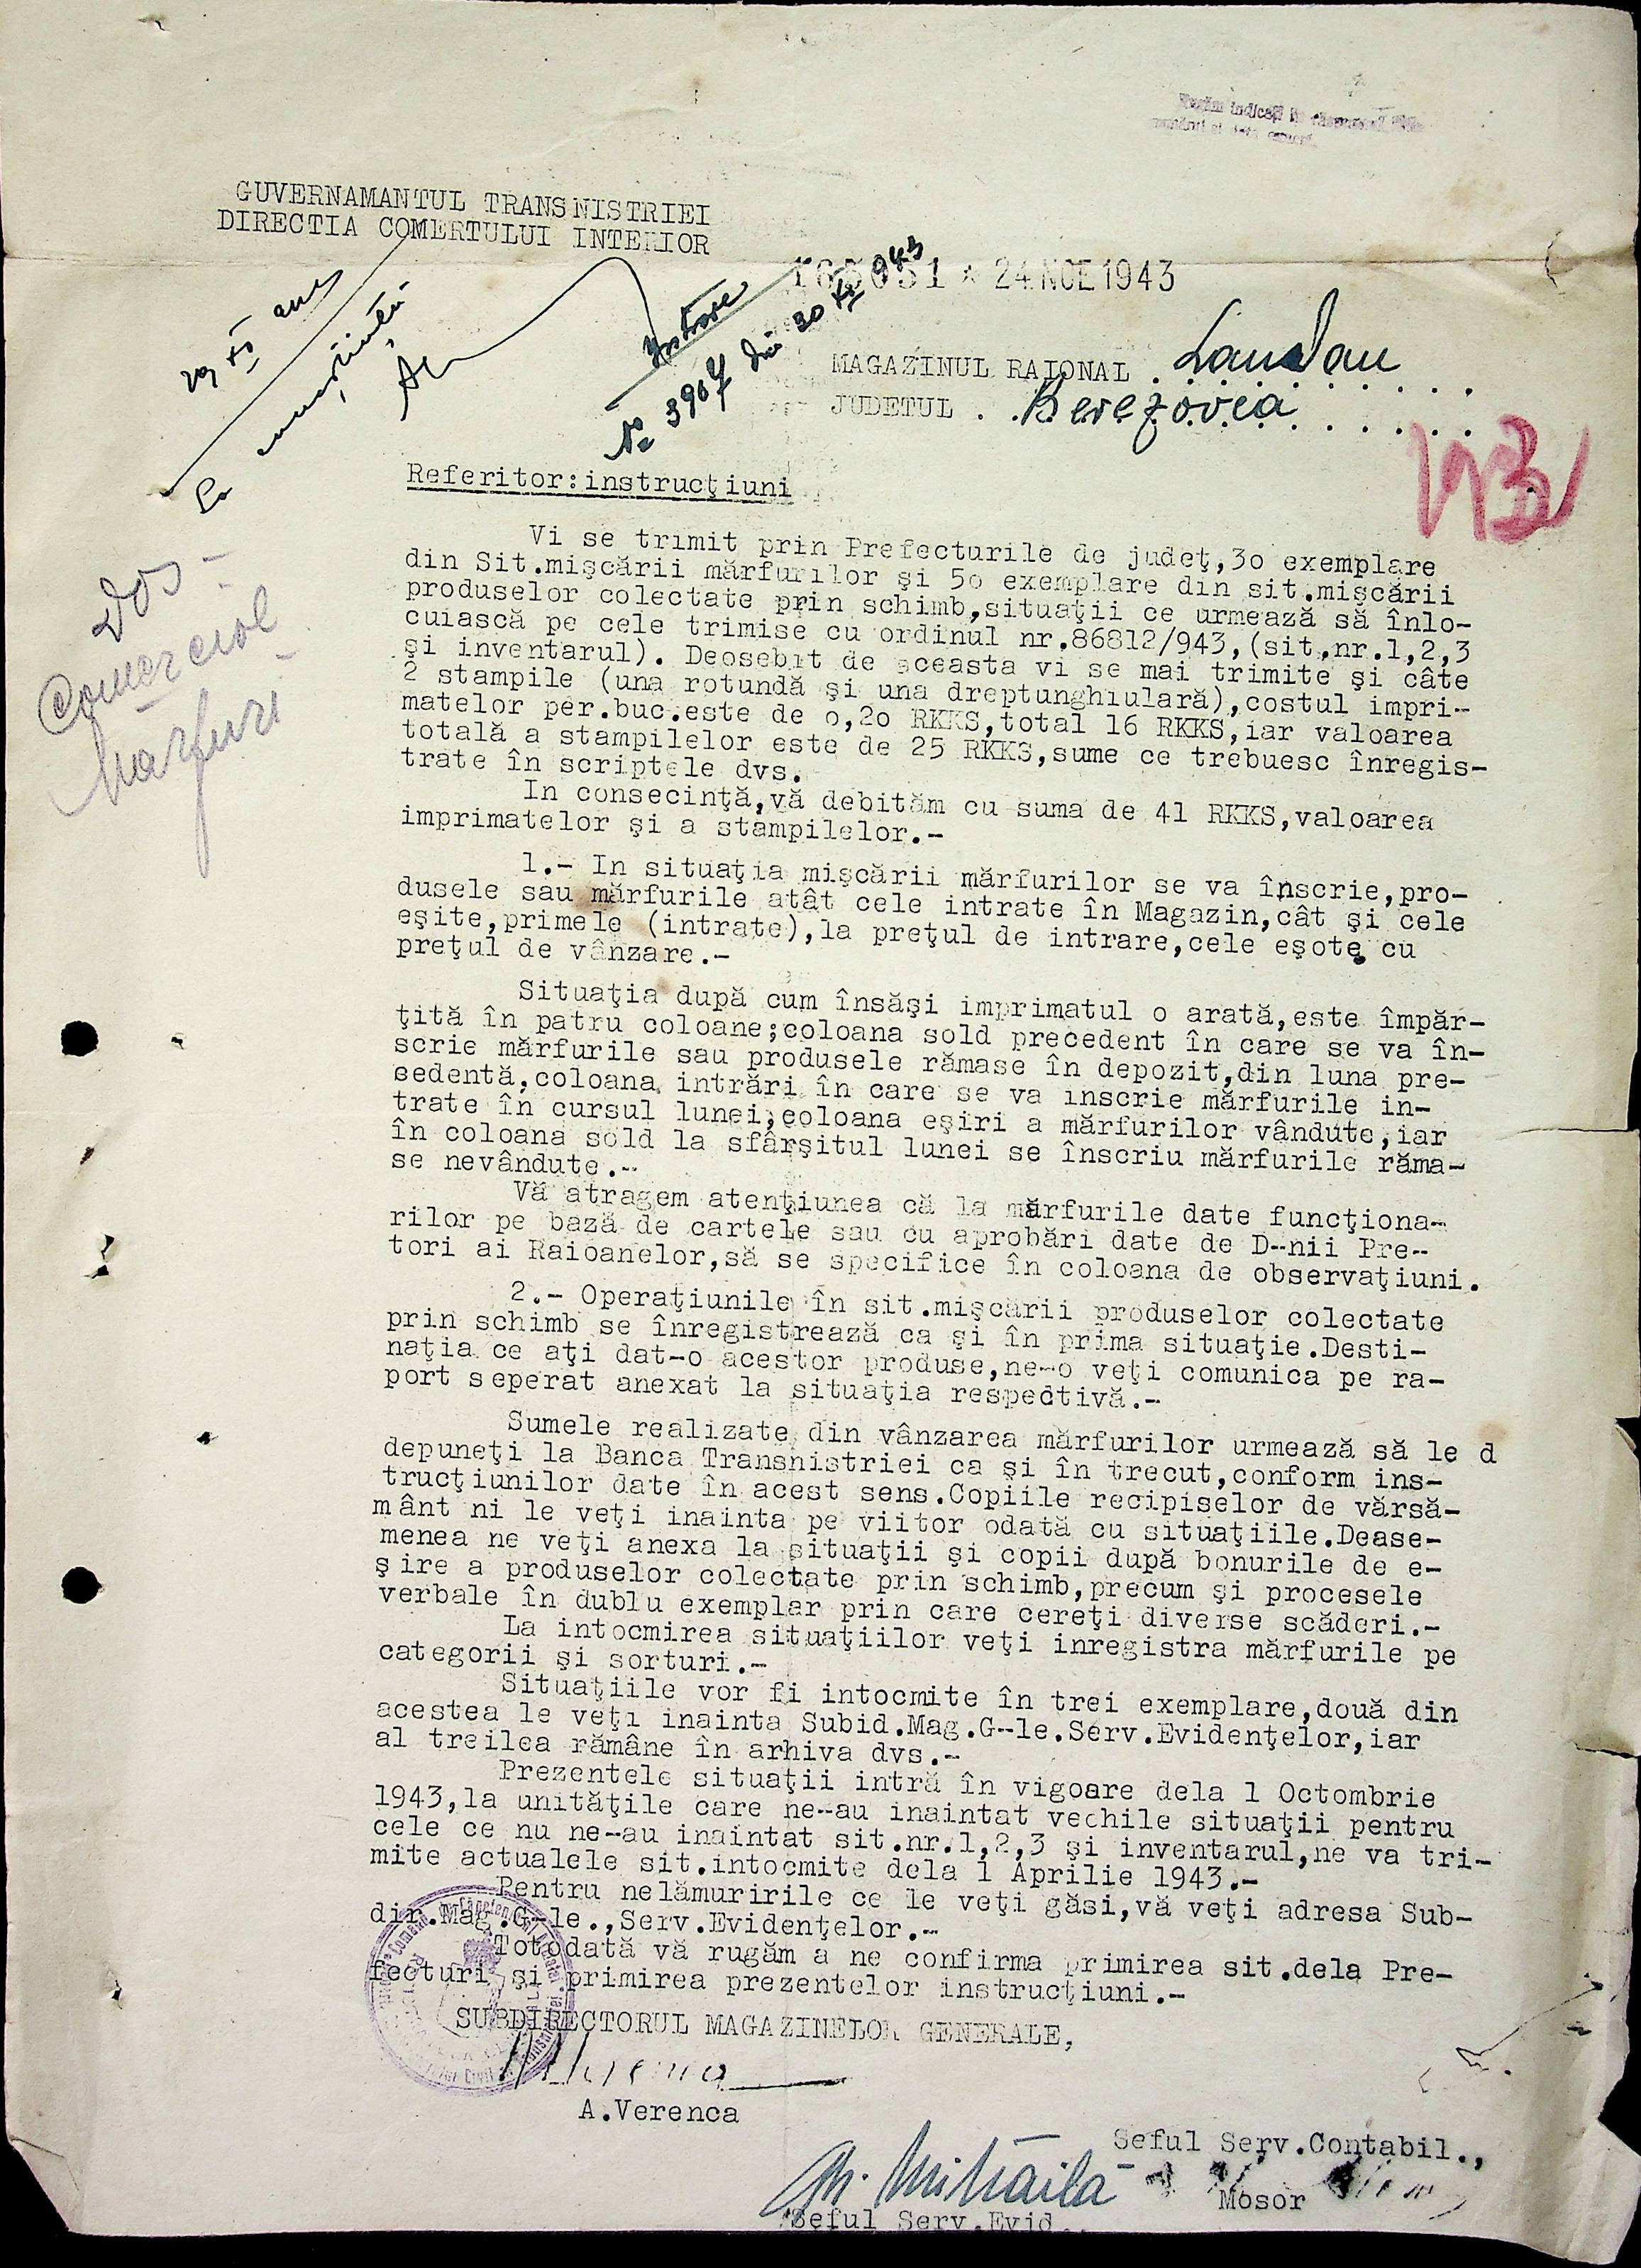 GUVERNAMANTUL TRANSNISTRIEI
DIRECTIA COMERTULUI INTERIOR
165031 * 24.NOE 1943
29 XI
La cunoştinţă
Intrare
No 3967 din 30 XI 943
MAGAZINUL RAIONAL . Landau
JUDETUL . . Berezovca
193
Dos
Comercial
Marfuri
Referitor:instrucţiuni
Vi se trimit prin Prefecturile de judeţ,3o exemplare
din Sit.mişcării mărfurilor şi 5o exemplare din sit.mişcării
produselor colectate prin schimb,situaţii ce urmează să înlo-
cuiască pe cele trimise cu ordinul nr.86812/943,(sit.nr.1,2,3
şi inventarul). Deosebit de aceasta vi se mai trimite şi câte
2 stampile (una rotundă şi una dreptunghiulară),costul impri-
matelor per.buc.este de o,2o RKKS,total 16 RKKS,iar valoarea
totală a stampilelor este de 25 RKKS,sume ce trebuesc înregis-
trate în scriptele dvs.
In consecinţă,vă debităm cu suma de 41 RKKS,valoarea
imprimatelor şi a stampilelor.-
1.- In situaţia mişcării mărfurilor se va înscrie,pro-
dusele sau mărfurile atât cele intrate în Magazin,cât şi cele
eşite,primele (intrate),la preţul de intrare,cele eşote cu
preţul de vânzare.-
Situaţia după cum însăşi imprimatul o arată,este împăr-
ţită în patru coloane;coloana sold precedent în care se va în-
scrie mărfurile sau produsele rămase în depozit,din luna pre-
cedentă,coloana intrări în care se va inscrie mărfurile in-
trate în cursul lunei;coloana eşiri a mărfurilor vândute,iar
în coloana sold la sfârşitul lunei se înscriu mărfurile răma-
se nevândute.-
Vă atragem atenţiunea că la mărfurile date funcţiona-
rilor pe bază de cartele sau cu aprobări date de D-nii Pre-
tori ai Raioanelor,să se specifice în coloana de observaţiuni.
2.- Operaţiunile în sit.mişcării produselor colectate
prin schimb se înregistrează ca şi în prima situaţie.Desti-
naţia ce aţi dat-o acestor produse,ne-o veţi comunica pe ra-
port seperat anexat la situaţia respectivă.-
Sumele realizate din vânzarea mărfurilor urmează să le d
depuneţi la Banca Transnistriei ca şi în trecut,conform ins-
trucţiunilor date în acest sens.Copiile recipiselor de vărsă-
mânt ni le veţi inainta pe viitor odată cu situaţiile.Dease-
menea ne veţi anexa la situaţii şi copii după bonurile de e-
şire a produselor colectate prin schimb,precum şi procesele
verbale în dublu exemplar prin care cereţi diverse scăderi.-
La intocmirea situaţiilor veţi inregistra mărfurile pe
categorii şi sorturi.-
Situaţiile vor fi intocmite în trei exemplare,două din
acestea le veţi inainta Subid.Mag.G-le.Serv.Evidenţelor,iar
al treilea rămâne în arhiva dvs.-
Prezentele situaţii intră în vigoare dela 1 Octombrie
1943,la unităţile care ne-au inaintat vechile situaţii pentru
cele ce nu ne-au inaintat sit.nr.1,2,3 şi inventarul,ne va tri-
mite actualele sit.intocmite dela 1 Aprilie 1943.-
Pentru nelămuririle ce le veţi găsi,vă veţi adresa Sub-
dir.Mag.G-le.,Serv.Evidenţelor.-
Totodată vă rugăm a ne confirma primirea sit.dela Pre-
fecturi şi primirea prezentelor instrucţiuni.-
SUBDIRECTORUL MAGAZINELOR GENERALE,
A.Verenca
Seful Serv.Contabil.,
Mosor
Gh. Mihăilă
Seful Serv.Evid.